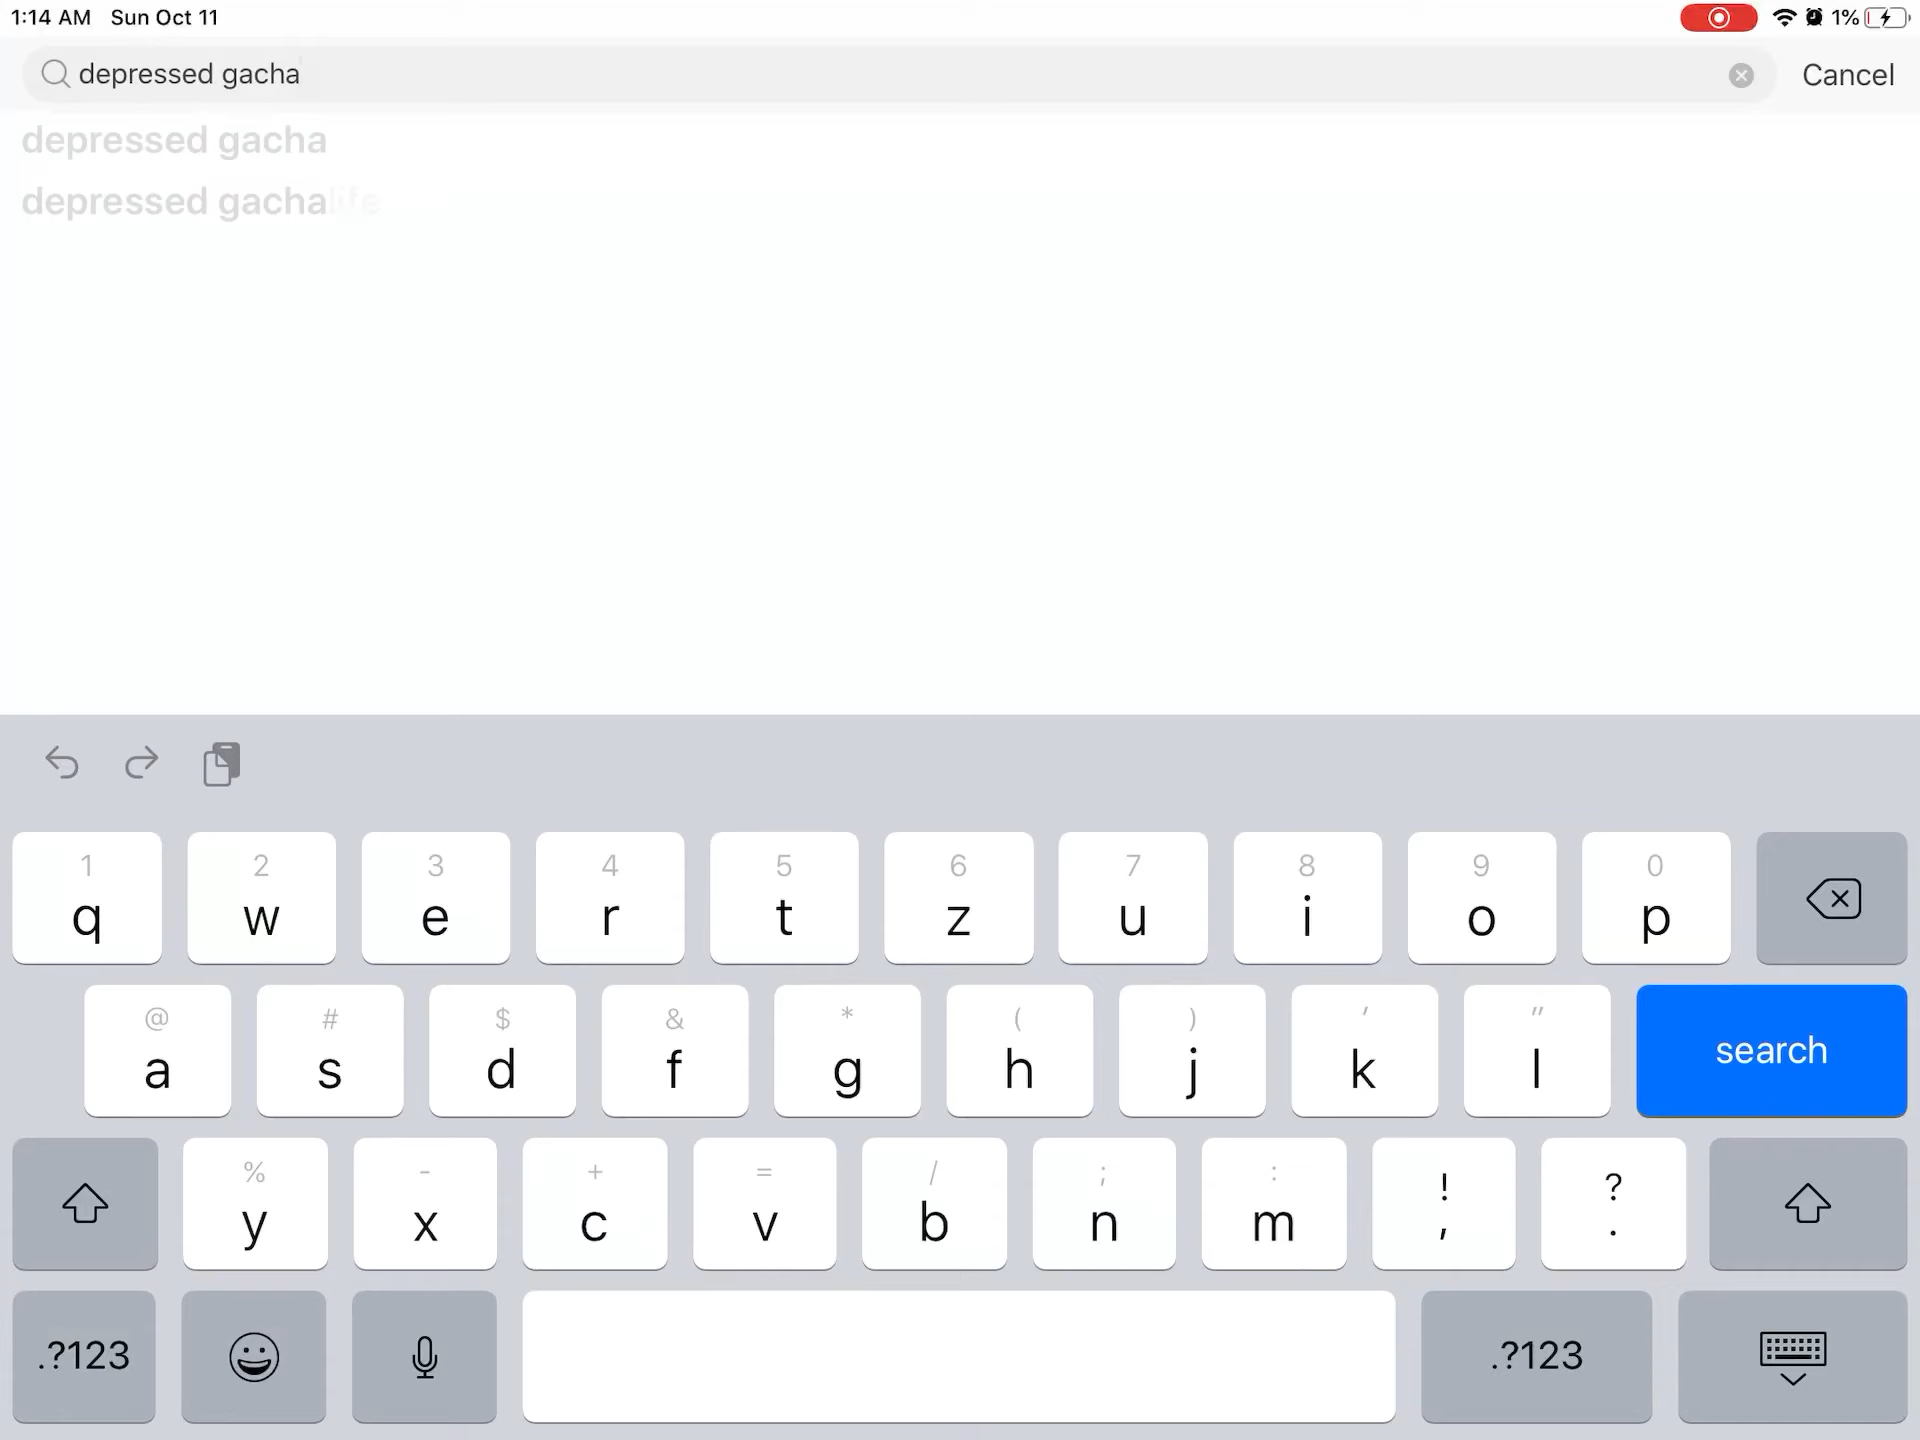 1:14 AM Sun Oct 11
1%
depressed gacha
Cancel
depressed gacha
depressed gachalife
1 2 3 4 5 6 7 8 9 0
q w e r t z u i o p
@ # $ & * ( ) ' "
a s d f g h j k l
search
% - + = / ; : ! ?
y x c v b n m , .
.?123
.?123